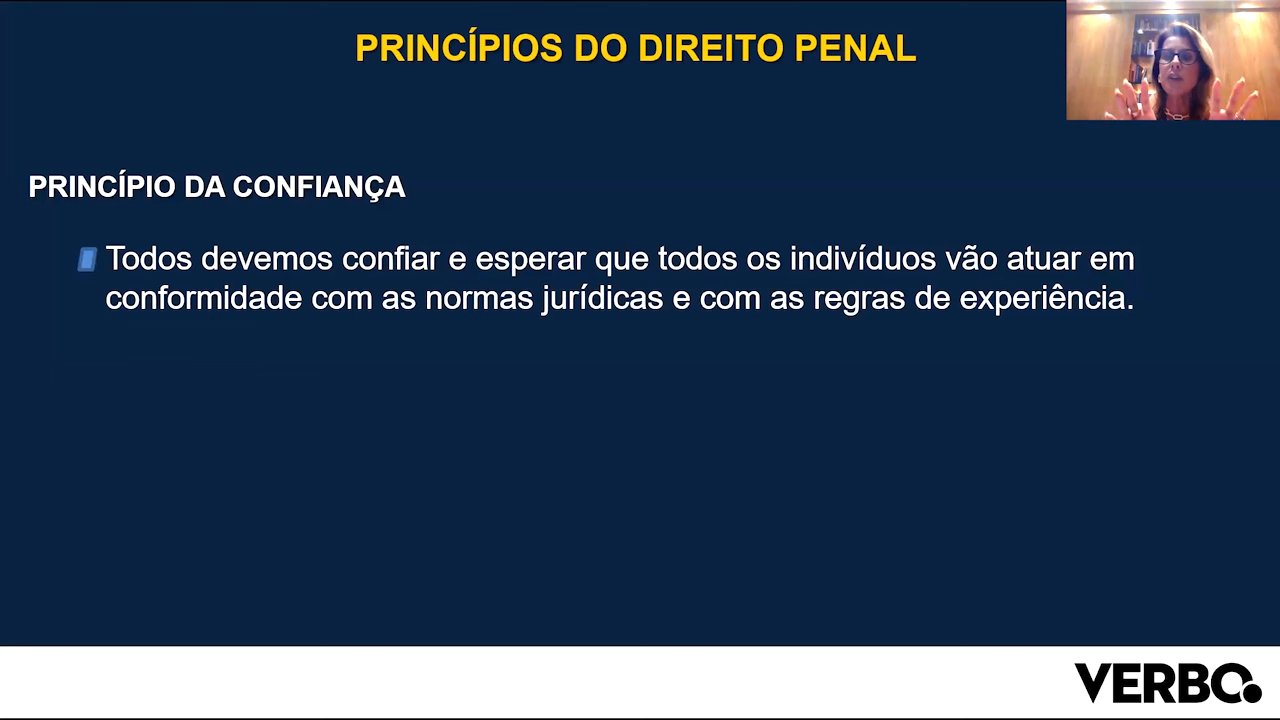 PRINCÍPIOS DO DIREITO PENAL
PRINCÍPIO DA CONFIANÇA
Todos devemos confiar e esperar que todos os indivíduos vão atuar em
conformidade com as normas jurídicas e com as regras de experiência.
VERBO